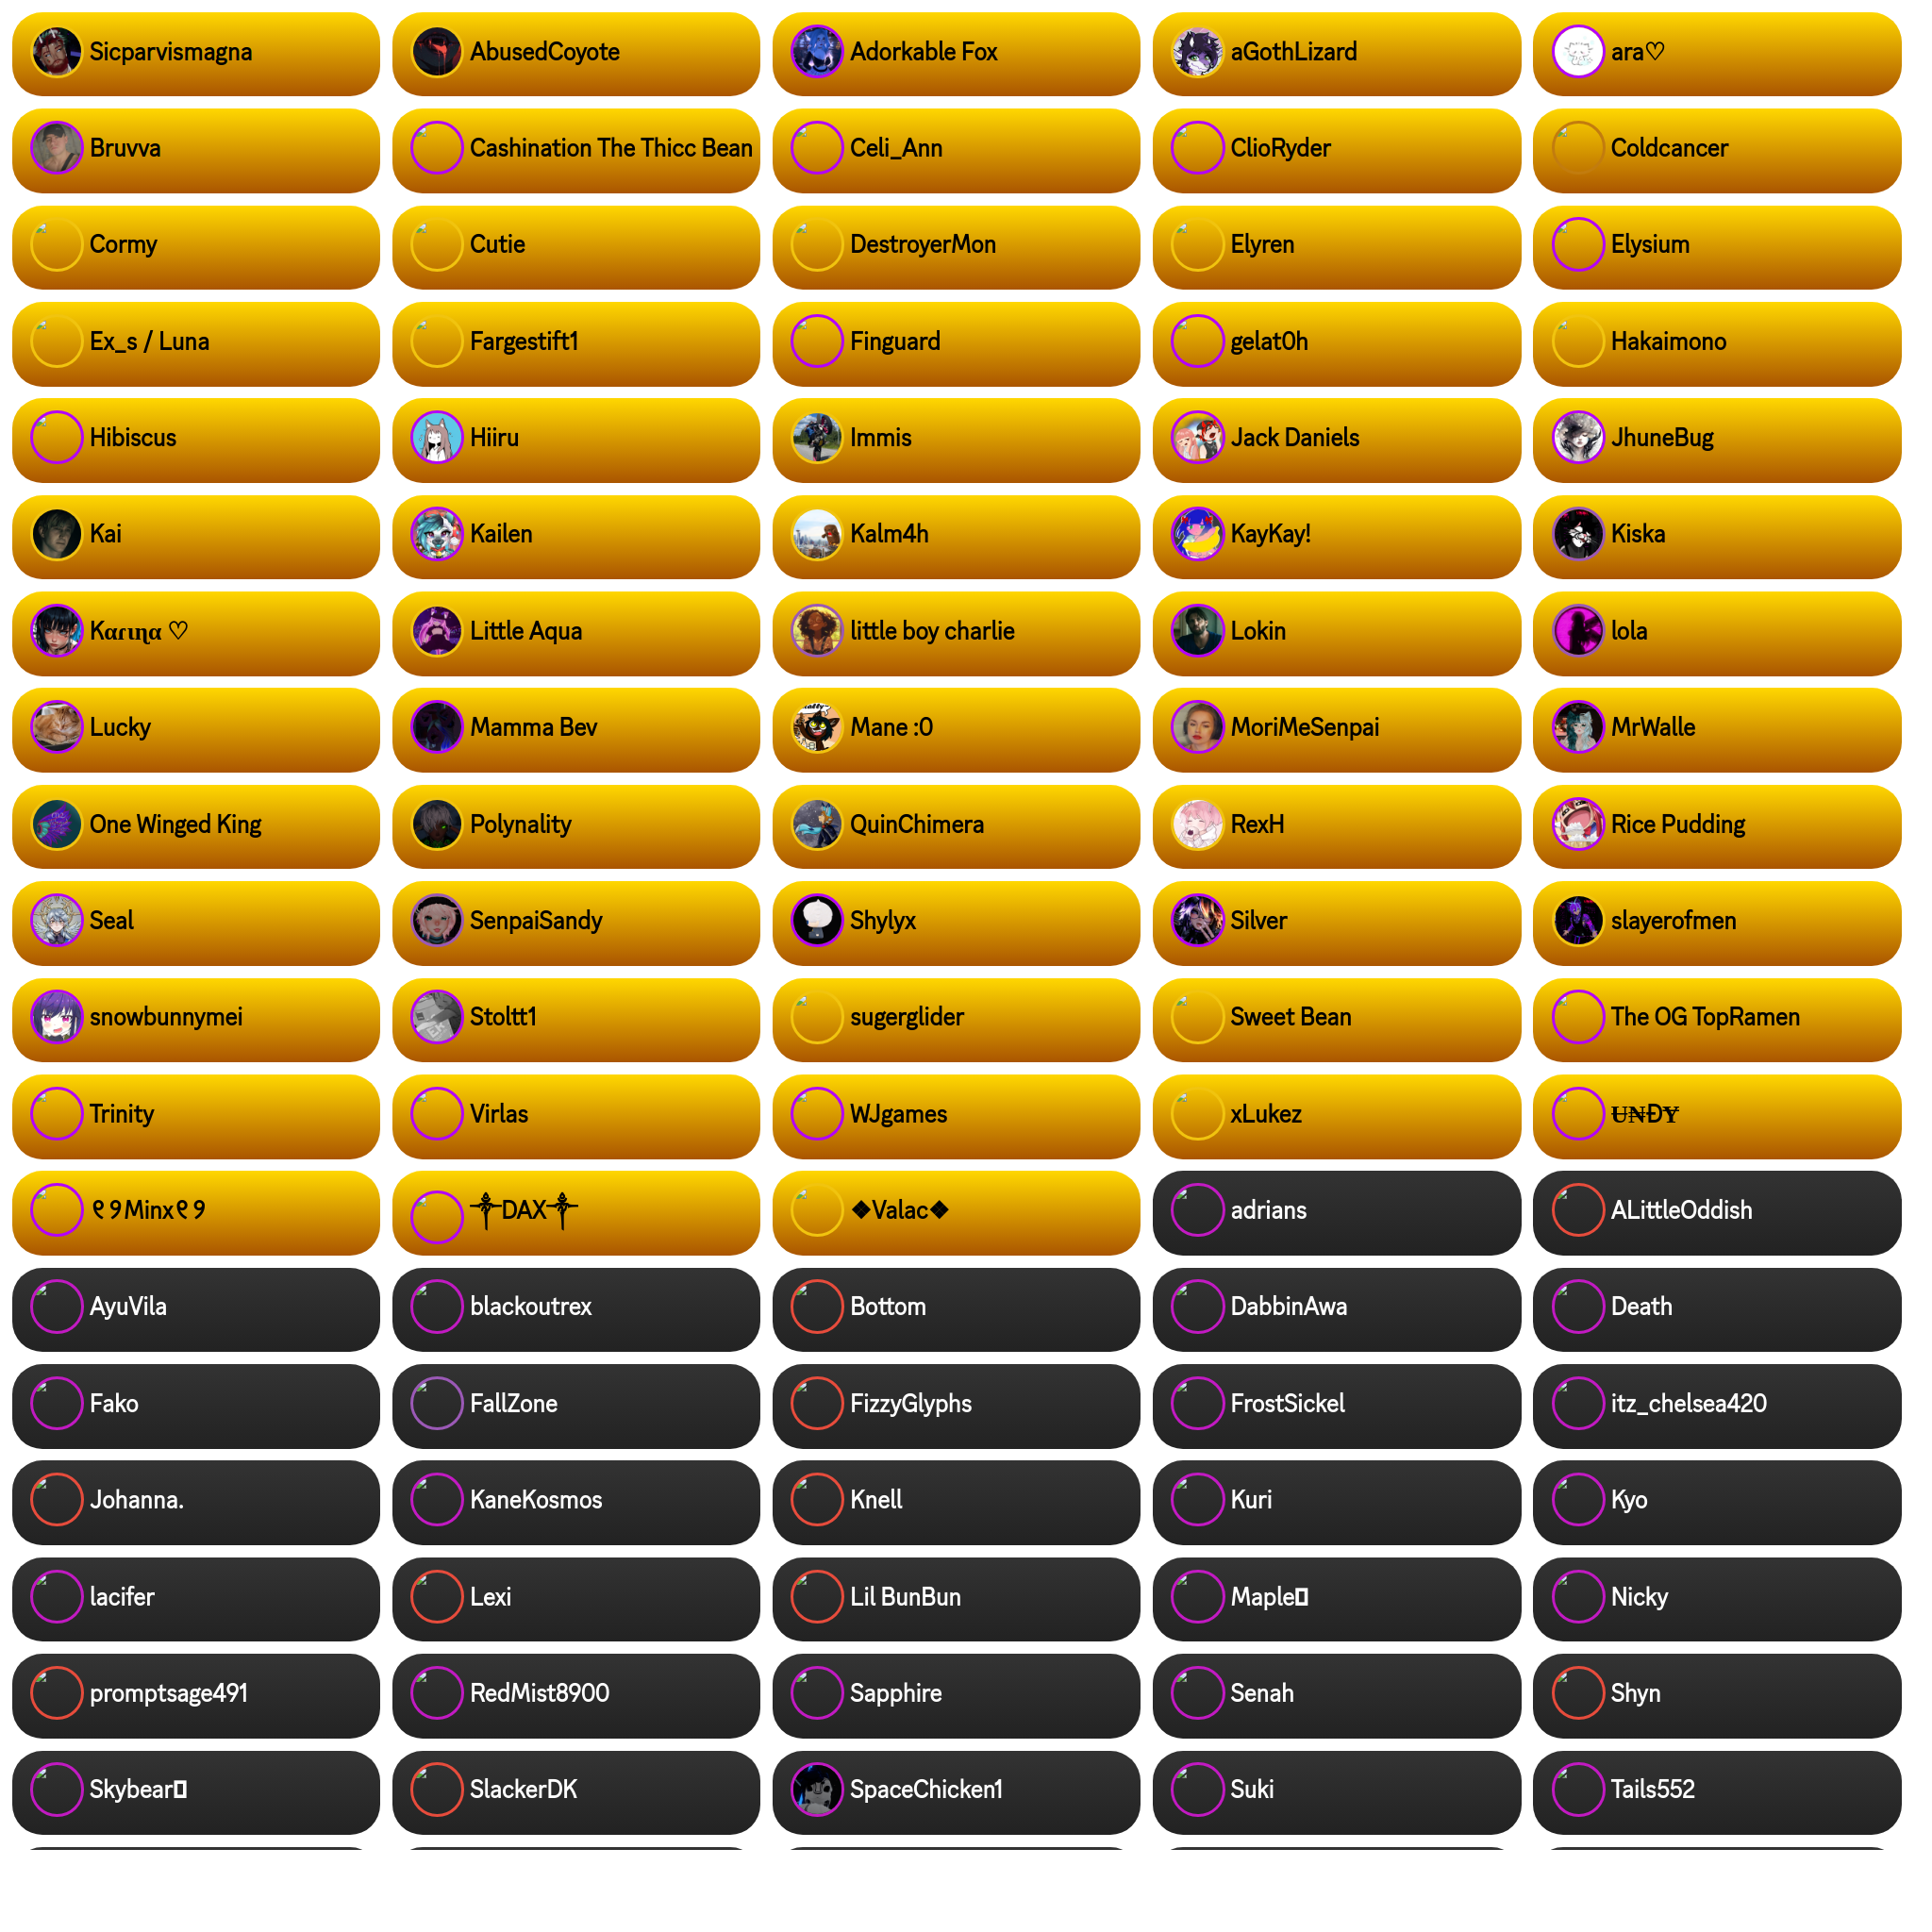 Sicparvismagna
AbusedCoyote
Adorkable Fox
aGothLizard
ara♡
Bruvva
Cashination The Thicc Bean
Celi_Ann
ClioRyder
Coldcancer
Cormy
Cutie
DestroyerMon
Elyren
Elysium
Ex_s / Luna
Fargestift1
Finguard
gelat0h
Hakaimono
Hibiscus
Hiiru
Immis
Jack Daniels
JhuneBug
Kai
Kailen
Kalm4h
KayKay!
Kiska
Kαɾιɳα ♡
Little Aqua
little boy charlie
Lokin
lola
Lucky
Mamma Bev
Mane :0
MoriMeSenpai
MrWalle
One Winged King
Polynality
QuinChimera
RexH
Rice Pudding
Seal
SenpaiSandy
Shylyx
Silver
slayerofmen
snowbunnymei
Stoltt1
sugerglider
Sweet Bean
The OG TopRamen
Trinity
Virlas
WJgames
xLukez
Ʉ₦ĐɎ
୧୨Minx୧୨
༒DAX༒
❖Valac❖
adrians
ALittleOddish
AyuVila
blackoutrex
Bottom
DabbinAwa
Death
Fako
FallZone
FizzyGlyphs
FrostSickel
itz_chelsea420
Johanna.
KaneKosmos
Knell
Kuri
Kyo
lacifer
Lexi
Lil BunBun
Maple
Nicky
promptsage491
RedMist8900
Sapphire
Senah
Shyn
Skybear
SlackerDK
SpaceChicken1
Suki
Tails552